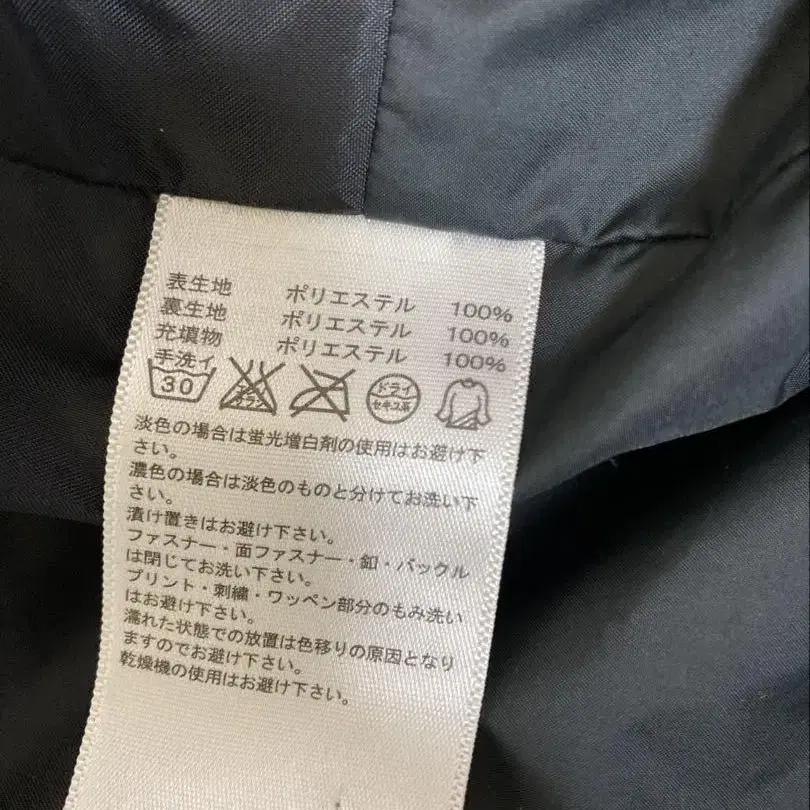 表生地 ポリエステル 100%
裏生地 ポリエステル 100%
充填物 ポリエステル 100%
手洗イ
30
エンソ サラシ
ドライ
セキユ系
淡色の場合は蛍光増白剤の使用はお避け下
さい。
濃色の場合は淡色のものと分けてお洗い下
さい。
漬け置きはお避け下さい。
ファスナー・面ファスナー・釦・バックル
は閉じてお洗い下さい。
プリント・刺繍・ワッペン部分のもみ洗い
はお避け下さい。
濡れた状態での放置は色移りの原因となり
ますのでお避け下さい。
乾燥機の使用はお避け下さい。